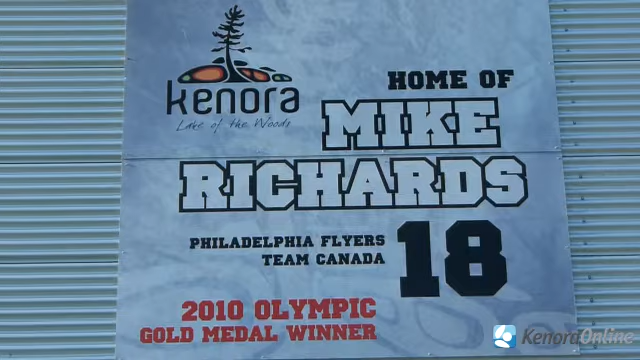 kenora
Lake of the Woods
HOME OF
MIKE
RICHARDS
PHILADELPHIA FLYERS
TEAM CANADA
18
2010 OLYMPIC
GOLD MEDAL WINNER
KenoraOnline